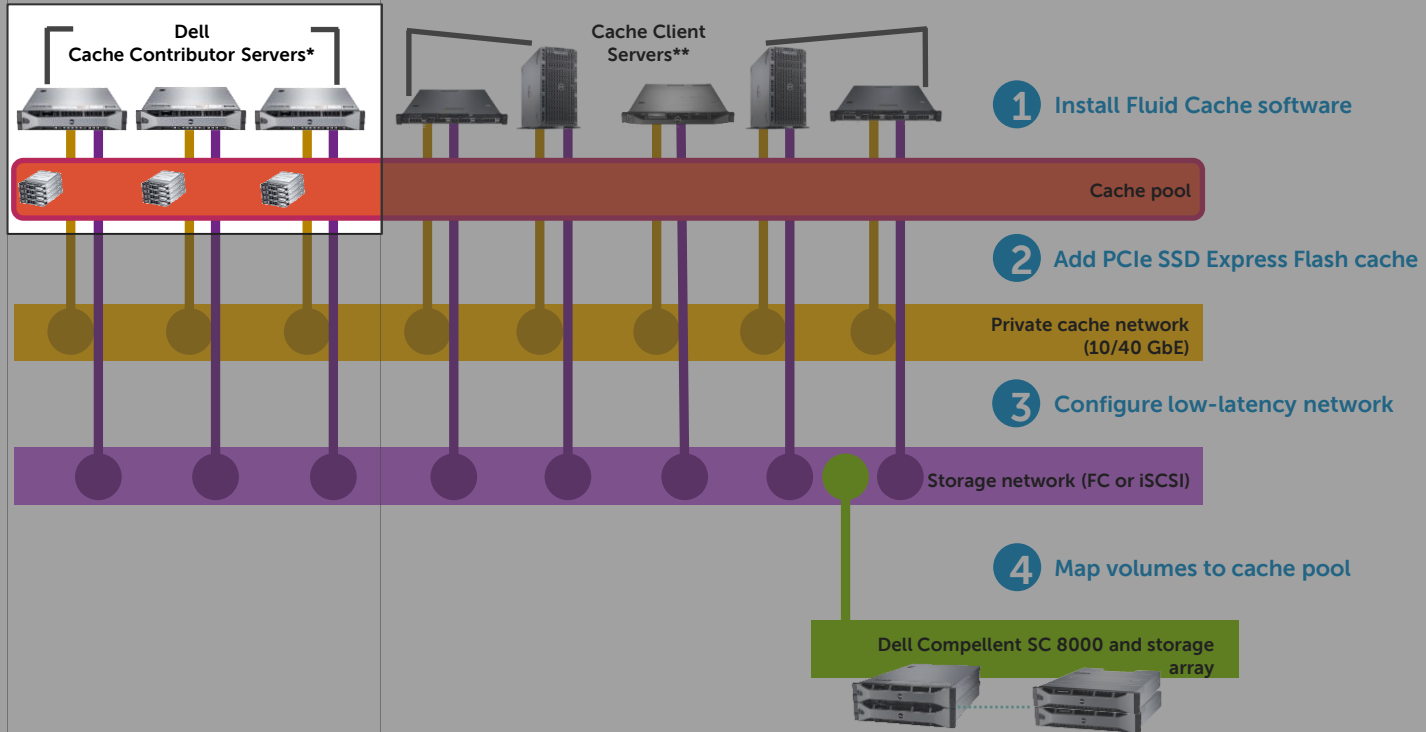 Dell
Cache Contributor Servers*
Cache Client
Servers**
1 Install Fluid Cache software
Cache pool
2 Add PCIe SSD Express Flash cache
Private cache network
(10/40 GbE)
3 Configure low-latency network
Storage network (FC or iSCSI)
4 Map volumes to cache pool
Dell Compellent SC 8000 and storage
array